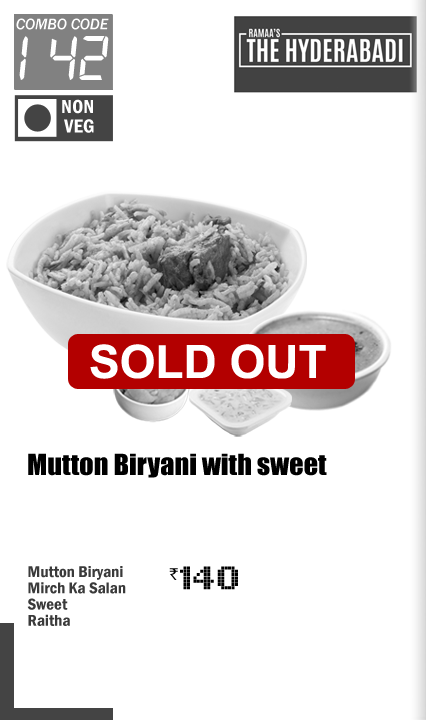 COMBO CODE
142
NON
VEG
RAMAA'S
THE HYDERABADI
SOLD OUT
Mutton Biryani with sweet
Mutton Biryani
Mirch Ka Salan
Sweet
Raitha
₹140